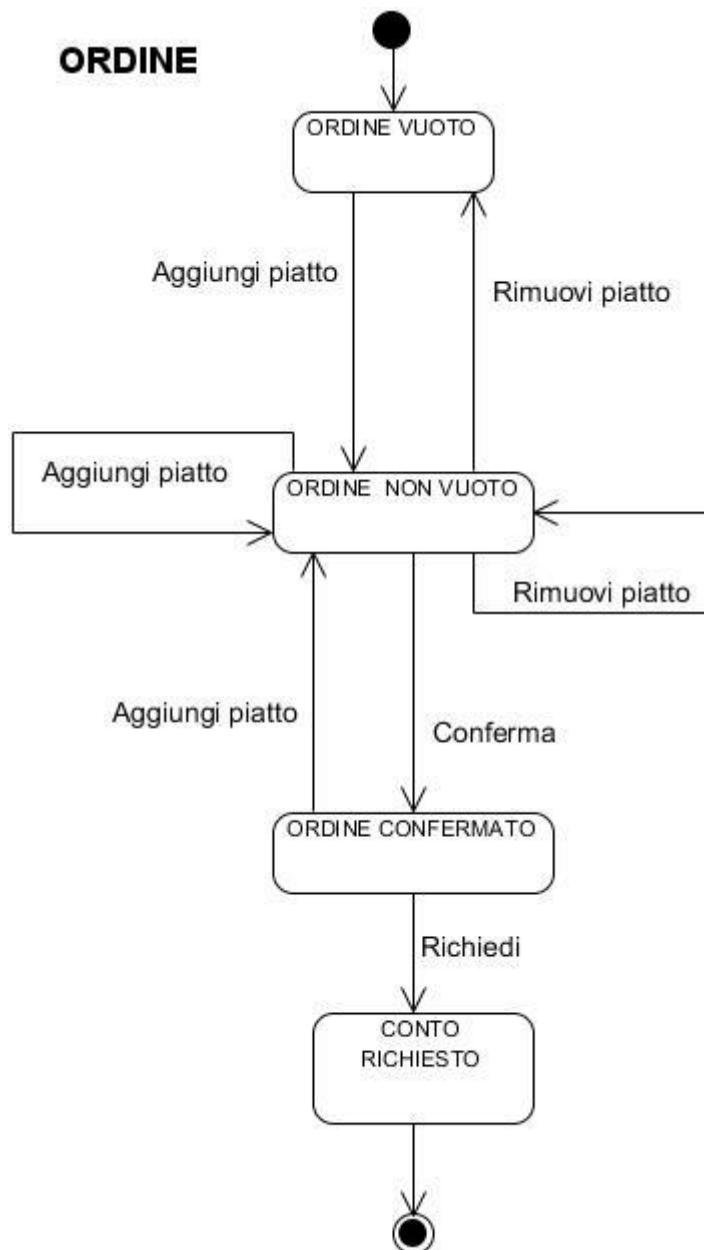 ORDINE
ORDINE VUOTO
Aggiungi piatto
Rimuovi piatto
Aggiungi piatto
ORDINE NON VUOTO
Rimuovi piatto
Aggiungi piatto
Conferma
ORDINE CONFERMATO
Richiedi
CONTO
RICHIESTO